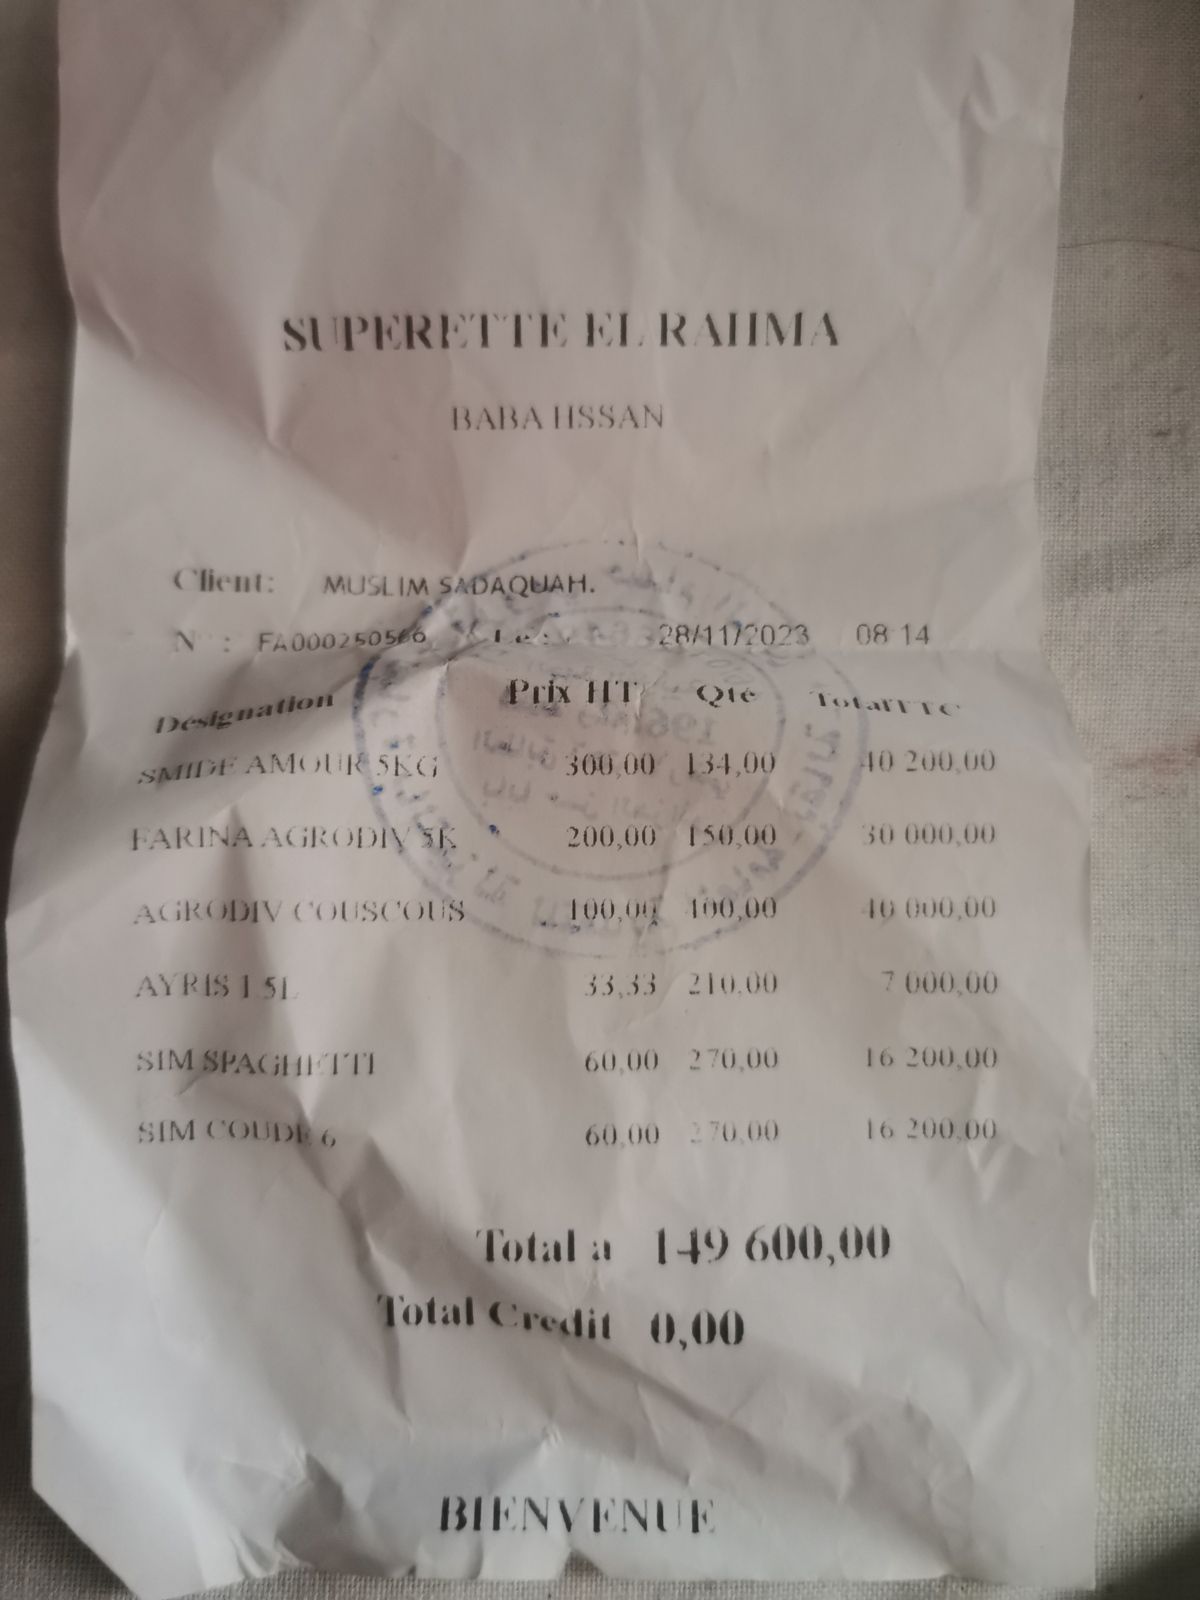 SUPERETTE EL RAHMA
BABA HSSAN
Client: MUSLIM SADAQUAH.
N° : FA000250566 Le : 28/11/2023 08 14
Désignation Prix HT Qté TotalTTC
SMIDE AMOUR 5KG 300,00 134,00 40 200,00
FARINA AGRODIV 5K 200,00 150,00 30 000,00
AGRODIV COUSCOUS 100,00 400,00 40 000,00
AYRIS 1 5L 33,33 210,00 7 000,00
SIM SPAGHETTI 60,00 270,00 16 200,00
SIM COUDE 6 60,00 270,00 16 200,00
Total a 149 600,00
Total Credit 0,00
BIENVENUE